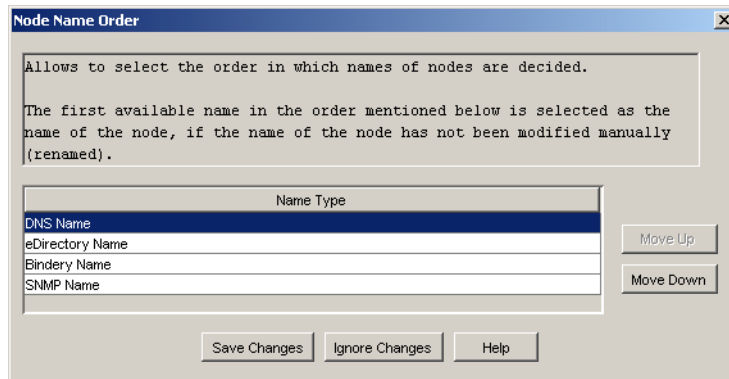 Node Name Order
Allows to select the order in which names of nodes are decided.
The first available name in the order mentioned below is selected as the
name of the node, if the name of the node has not been modified manually
(renamed).
Name Type
DNS Name
eDirectory Name
Bindery Name
SNMP Name
Move Up
Move Down
Save Changes
Ignore Changes
Help